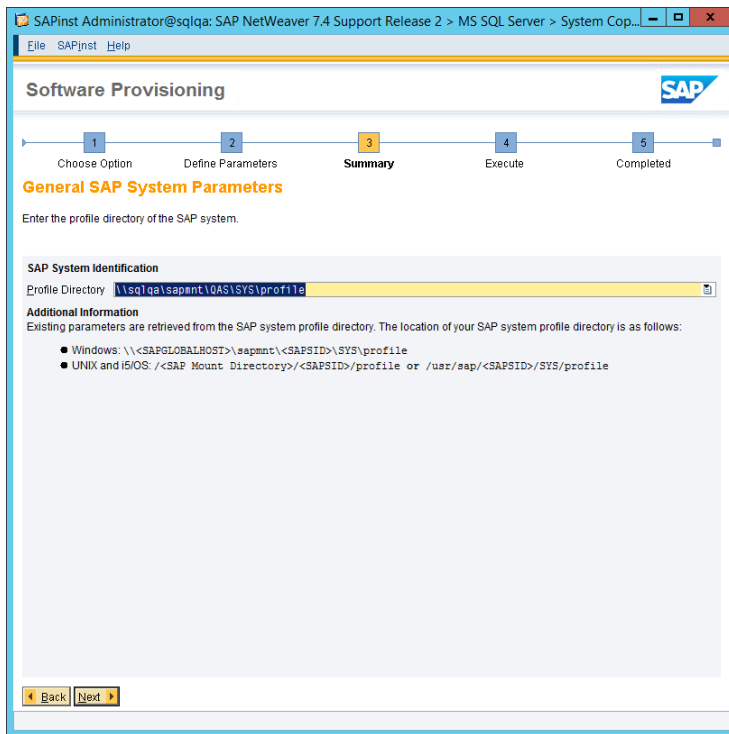 SAPinst Administrator@sqlqa: SAP NetWeaver 7.4 Support Release 2 > MS SQL Server > System Cop...
File SAPinst Help
Software Provisioning
SAP
1 2 3 4 5
Choose Option Define Parameters Summary Execute Completed
General SAP System Parameters
Enter the profile directory of the SAP system.
SAP System Identification
Profile Directory \\sqlqa\sapmnt\QAS\SYS\profile
Additional Information
Existing parameters are retrieved from the SAP system profile directory. The location of your SAP system profile directory is as follows:
● Windows: \\<SAPGLOBALHOST>\sapmnt\<SAPSID>\SYS\profile
● UNIX and i5/OS: /<SAP Mount Directory>/<SAPSID>/profile or /usr/sap/<SAPSID>/SYS/profile
Back Next